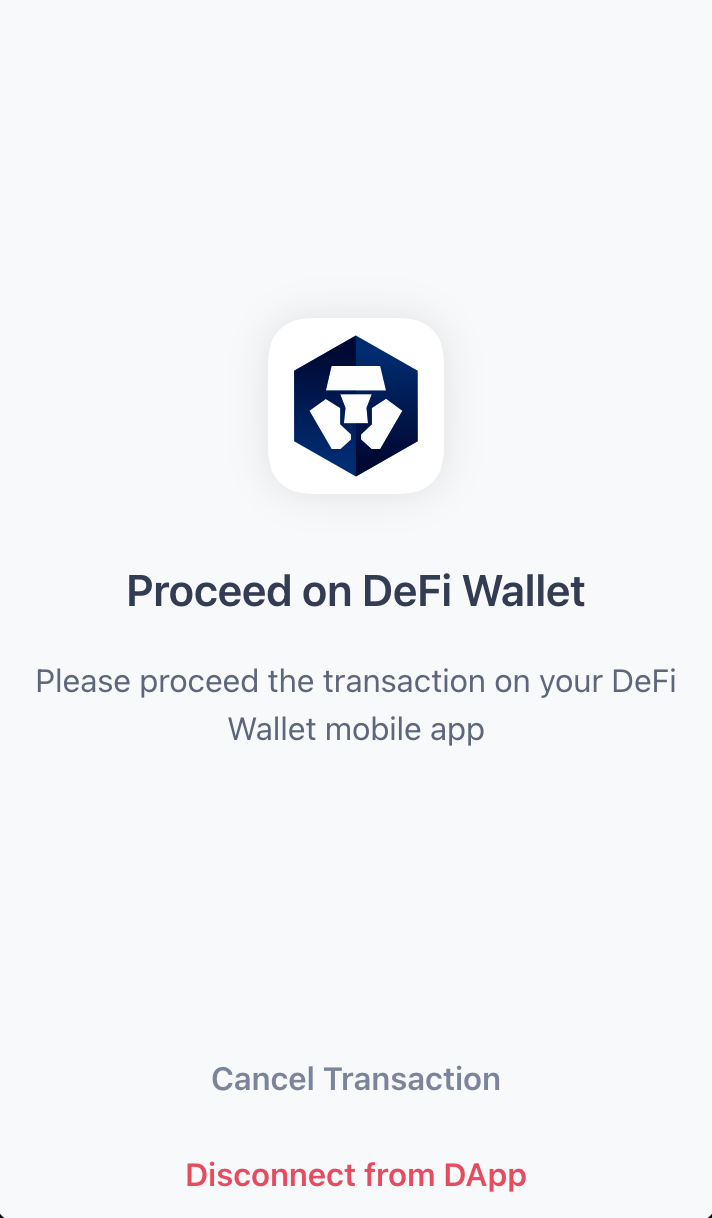 Proceed on DeFi Wallet
Please proceed the transaction on your DeFi
Wallet mobile app
Cancel Transaction
Disconnect from DApp